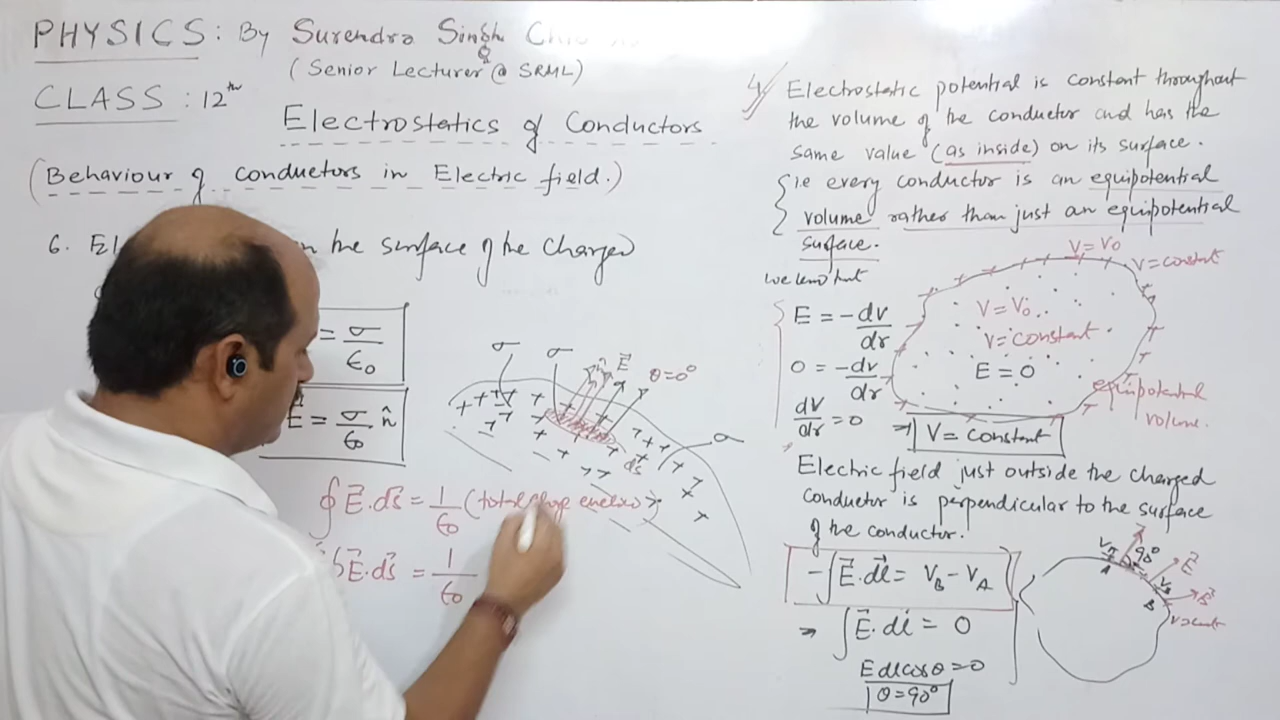 PHYSICS: By Surendra Singh
(Senior Lecturer @ SRML)
CLASS : 12th
Electrostatics of Conductors
(Behaviour of conductors in Electric field.)
6. the surface of the charged
= σ/ε0
E = σ/ε0 n̂
σ σ n̂ E⃗ θ=0°
σ
ds
∮ E⃗.ds⃗ = 1/ε0 (total
∮ E⃗.ds⃗ = 1/ε0
4. Electrostatic potential is constant throughout
the volume of the conductor and has the
same value (as inside) on its surface.
{i.e every conductor is an equipotential
volume rather than just an equipotential
surface.
V=V0
V=constant
we know that
E = -dv/dr
V=V0
V=constant
0 = -dv/dr
E=0
equipotential
volume.
dV/dr = 0 ⇒ V = constant
Electric field just outside the charged
conductor is perpendicular to the surface
of the conductor.
-∫E⃗.dl⃗ = VB - VA
⇒ ∫E⃗.dl⃗ = 0
Edlcosθ=0
θ=90°
90°
E⃗
A
B